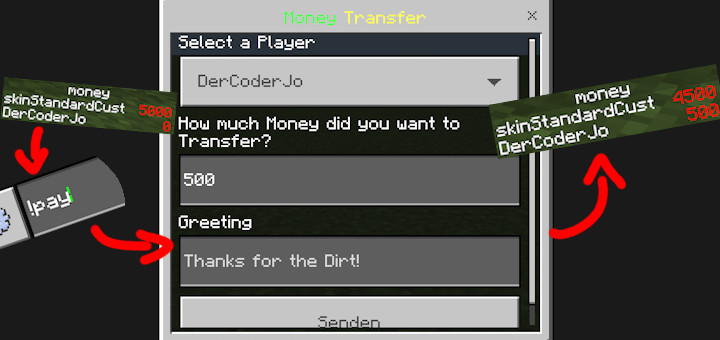 Money Transfer
Select a Player
DerCoderJo
How much Money did you want to
Transfer?
500
Greeting
Thanks for the Dirt!
Senden
money
skinStandardCust 5000
DerCoderJo 0
!pay
money
skinStandardCust 4500
DerCoderJo 500